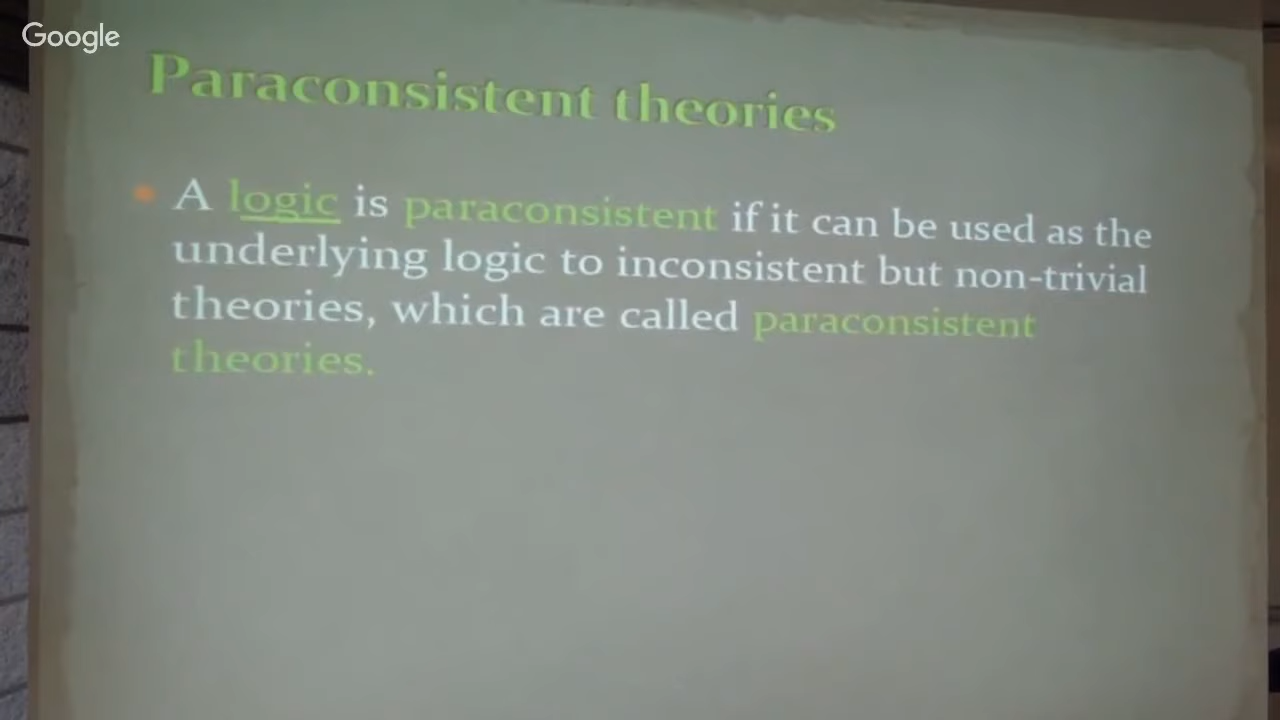 Google
Paraconsistent theories
A logic is paraconsistent if it can be used as the
underlying logic to inconsistent but non-trivial
theories, which are called paraconsistent
theories.